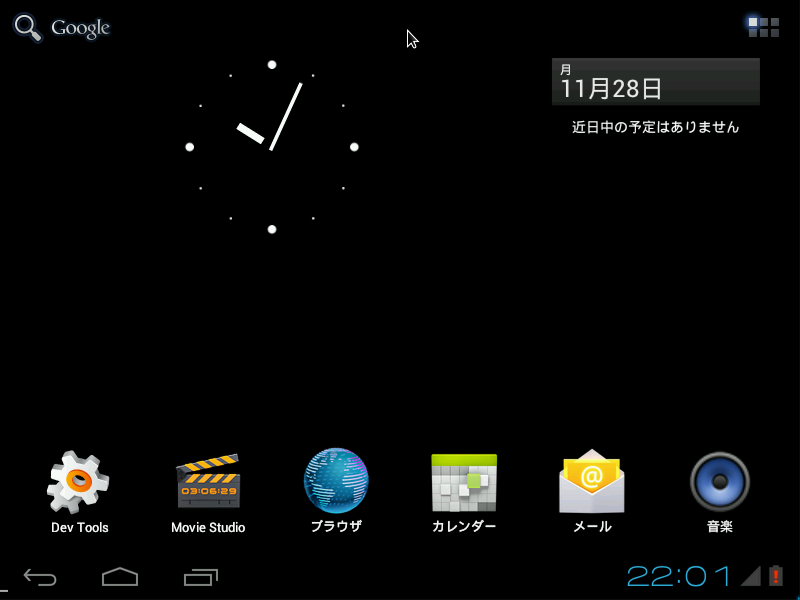 Google
月
11月28日
近日中の予定はありません
03:06:29
@
Dev Tools
Movie Studio
ブラウザ
カレンダー
メール
音楽
22:01